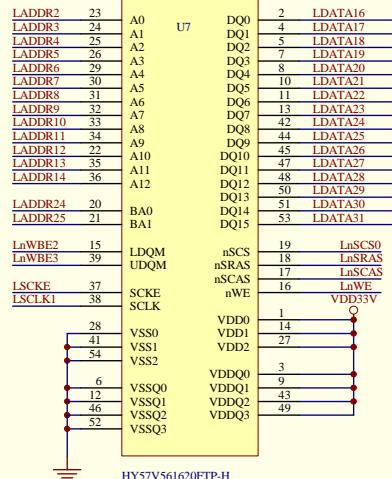 LADDR2 23 A0 U7 DQ0 2 LDATA16
LADDR3 24 A1 DQ1 4 LDATA17
LADDR4 25 A2 DQ2 5 LDATA18
LADDR5 26 A3 DQ3 7 LDATA19
LADDR6 29 A4 DQ4 8 LDATA20
LADDR7 30 A5 DQ5 10 LDATA21
LADDR8 31 A6 DQ6 11 LDATA22
LADDR9 32 A7 DQ7 13 LDATA23
LADDR10 33 A8 DQ8 42 LDATA24
LADDR11 34 A9 DQ9 44 LDATA25
LADDR12 22 A10 DQ10 45 LDATA26
LADDR13 35 A11 DQ11 47 LDATA27
LADDR14 36 A12 DQ12 48 LDATA28
DQ13 50 LDATA29
LADDR24 20 BA0 DQ14 51 LDATA30
LADDR25 21 BA1 DQ15 53 LDATA31
LnWBE2 15 LDQM nSCS 19 LnSCS0
LnWBE3 39 UDQM nSRAS 18 LnSRAS
nSCAS 17 LnSCAS
LSCKE 37 SCKE nWE 16 LnWE
LSCLK1 38 SCLK VDD33V
VDD0 1
28 VSS0 VDD1 14
41 VSS1 VDD2 27
54 VSS2
VDDQ0 3
6 VSSQ0 VDDQ1 9
12 VSSQ1 VDDQ2 43
46 VSSQ2 VDDQ3 49
52 VSSQ3
HY57V561620FTP-H